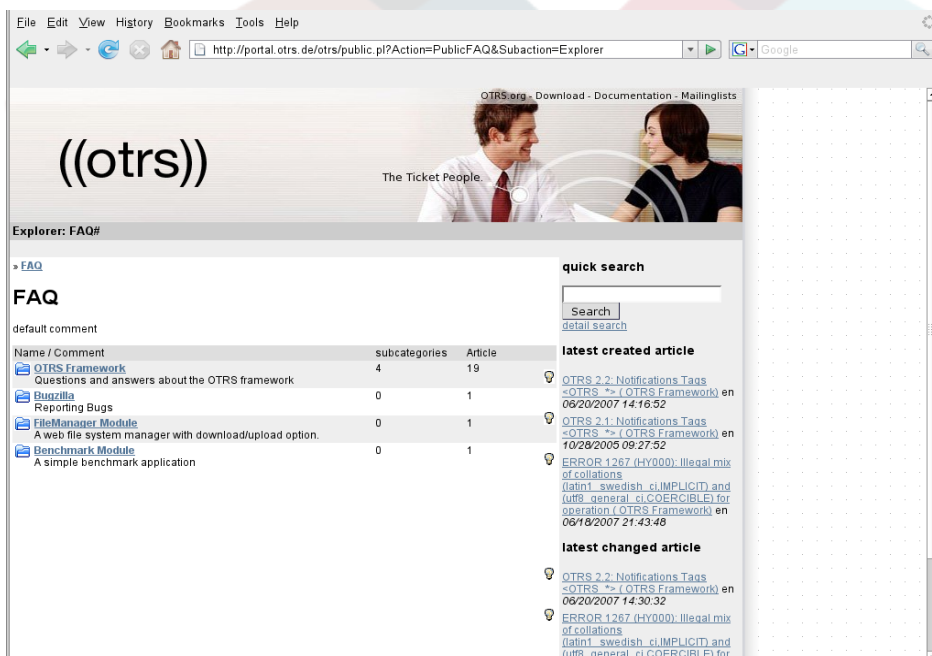 File Edit View History Bookmarks Tools Help
http://portal.otrs.de/otrs/public.pl?Action=PublicFAQ&Subaction=Explorer
G Google
OTRS.org - Download - Documentation - Mailinglists
((otrs))
The Ticket People.
Explorer: FAQ#
» FAQ
FAQ
default comment
Name / Comment subcategories Article
OTRS Framework 4 19
Questions and answers about the OTRS framework
Bugzilla 0 1
Reporting Bugs
FileManager Module 0 1
A web file system manager with download/upload option.
Benchmark Module 0 1
A simple benchmark application
quick search
Search
detail search
latest created article
OTRS 2.2: Notifications Tags
<OTRS_*> ( OTRS Framework) en
06/20/2007 14:16:52
OTRS 2.1: Notifications Tags
<OTRS_*> ( OTRS Framework) en
10/28/2005 09:27:52
ERROR 1267 (HY000): Illegal mix
of collations
(latin1_swedish_ci,IMPLICIT) and
(utf8_general_ci,COERCIBLE) for
operation ( OTRS Framework) en
06/18/2007 21:43:48
latest changed article
OTRS 2.2: Notifications Tags
<OTRS_*> ( OTRS Framework) en
06/20/2007 14:30:32
ERROR 1267 (HY000): Illegal mix
of collations
(latin1_swedish_ci,IMPLICIT) and
(utf8_general_ci,COERCIBLE) for